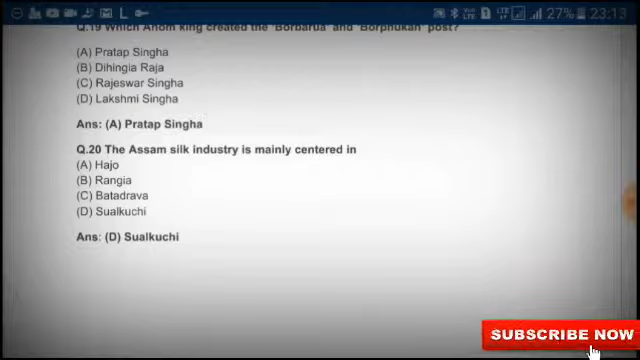 27% 23:13
Q.19 Which Ahom king created the 'Borbarua' and 'Borphukan' post?
(A) Pratap Singha
(B) Dihingia Raja
(C) Rajeswar Singha
(D) Lakshmi Singha
Ans: (A) Pratap Singha
Q.20 The Assam silk industry is mainly centered in
(A) Hajo
(B) Rangia
(C) Batadrava
(D) Sualkuchi
Ans: (D) Sualkuchi
SUBSCRIBE NOW